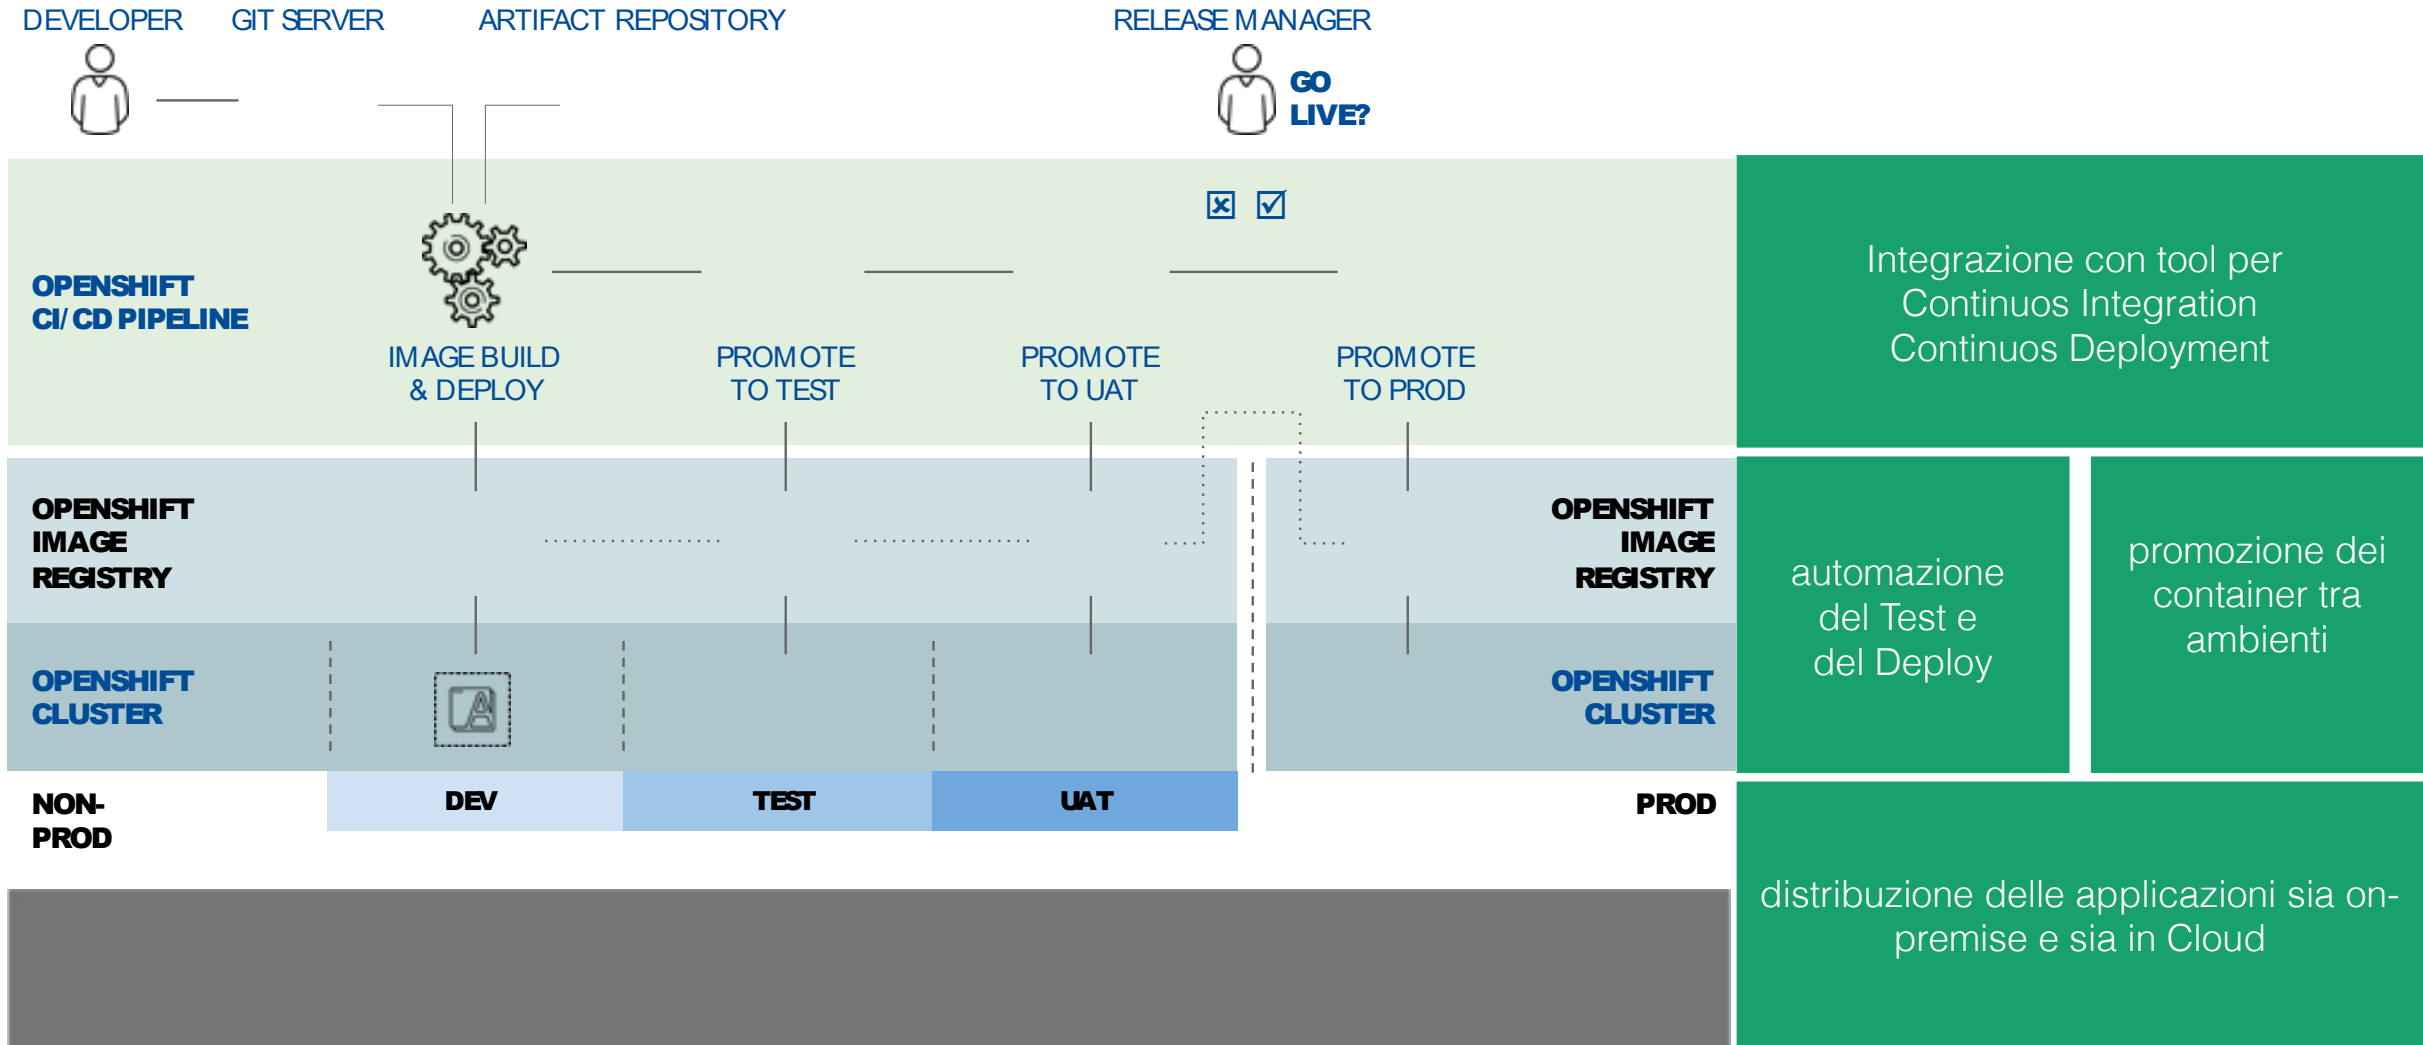 DEVELOPER
GIT SERVER
ARTIFACT REPOSITORY
RELEASE MANAGER
GO
LIVE?
OPENSHIFT
CI/CD PIPELINE
IMAGE BUILD
& DEPLOY
PROMOTE
TO TEST
PROMOTE
TO UAT
PROMOTE
TO PROD
Integrazione con tool per
Continuos Integration
Continuos Deployment
OPENSHIFT
IMAGE
REGISTRY
OPENSHIFT
IMAGE
REGISTRY
automazione
del Test e
del Deploy
promozione dei
container tra
ambienti
OPENSHIFT
CLUSTER
A
OPENSHIFT
CLUSTER
NON-
PROD
DEV
TEST
UAT
PROD
distribuzione delle applicazioni sia on-
premise e sia in Cloud